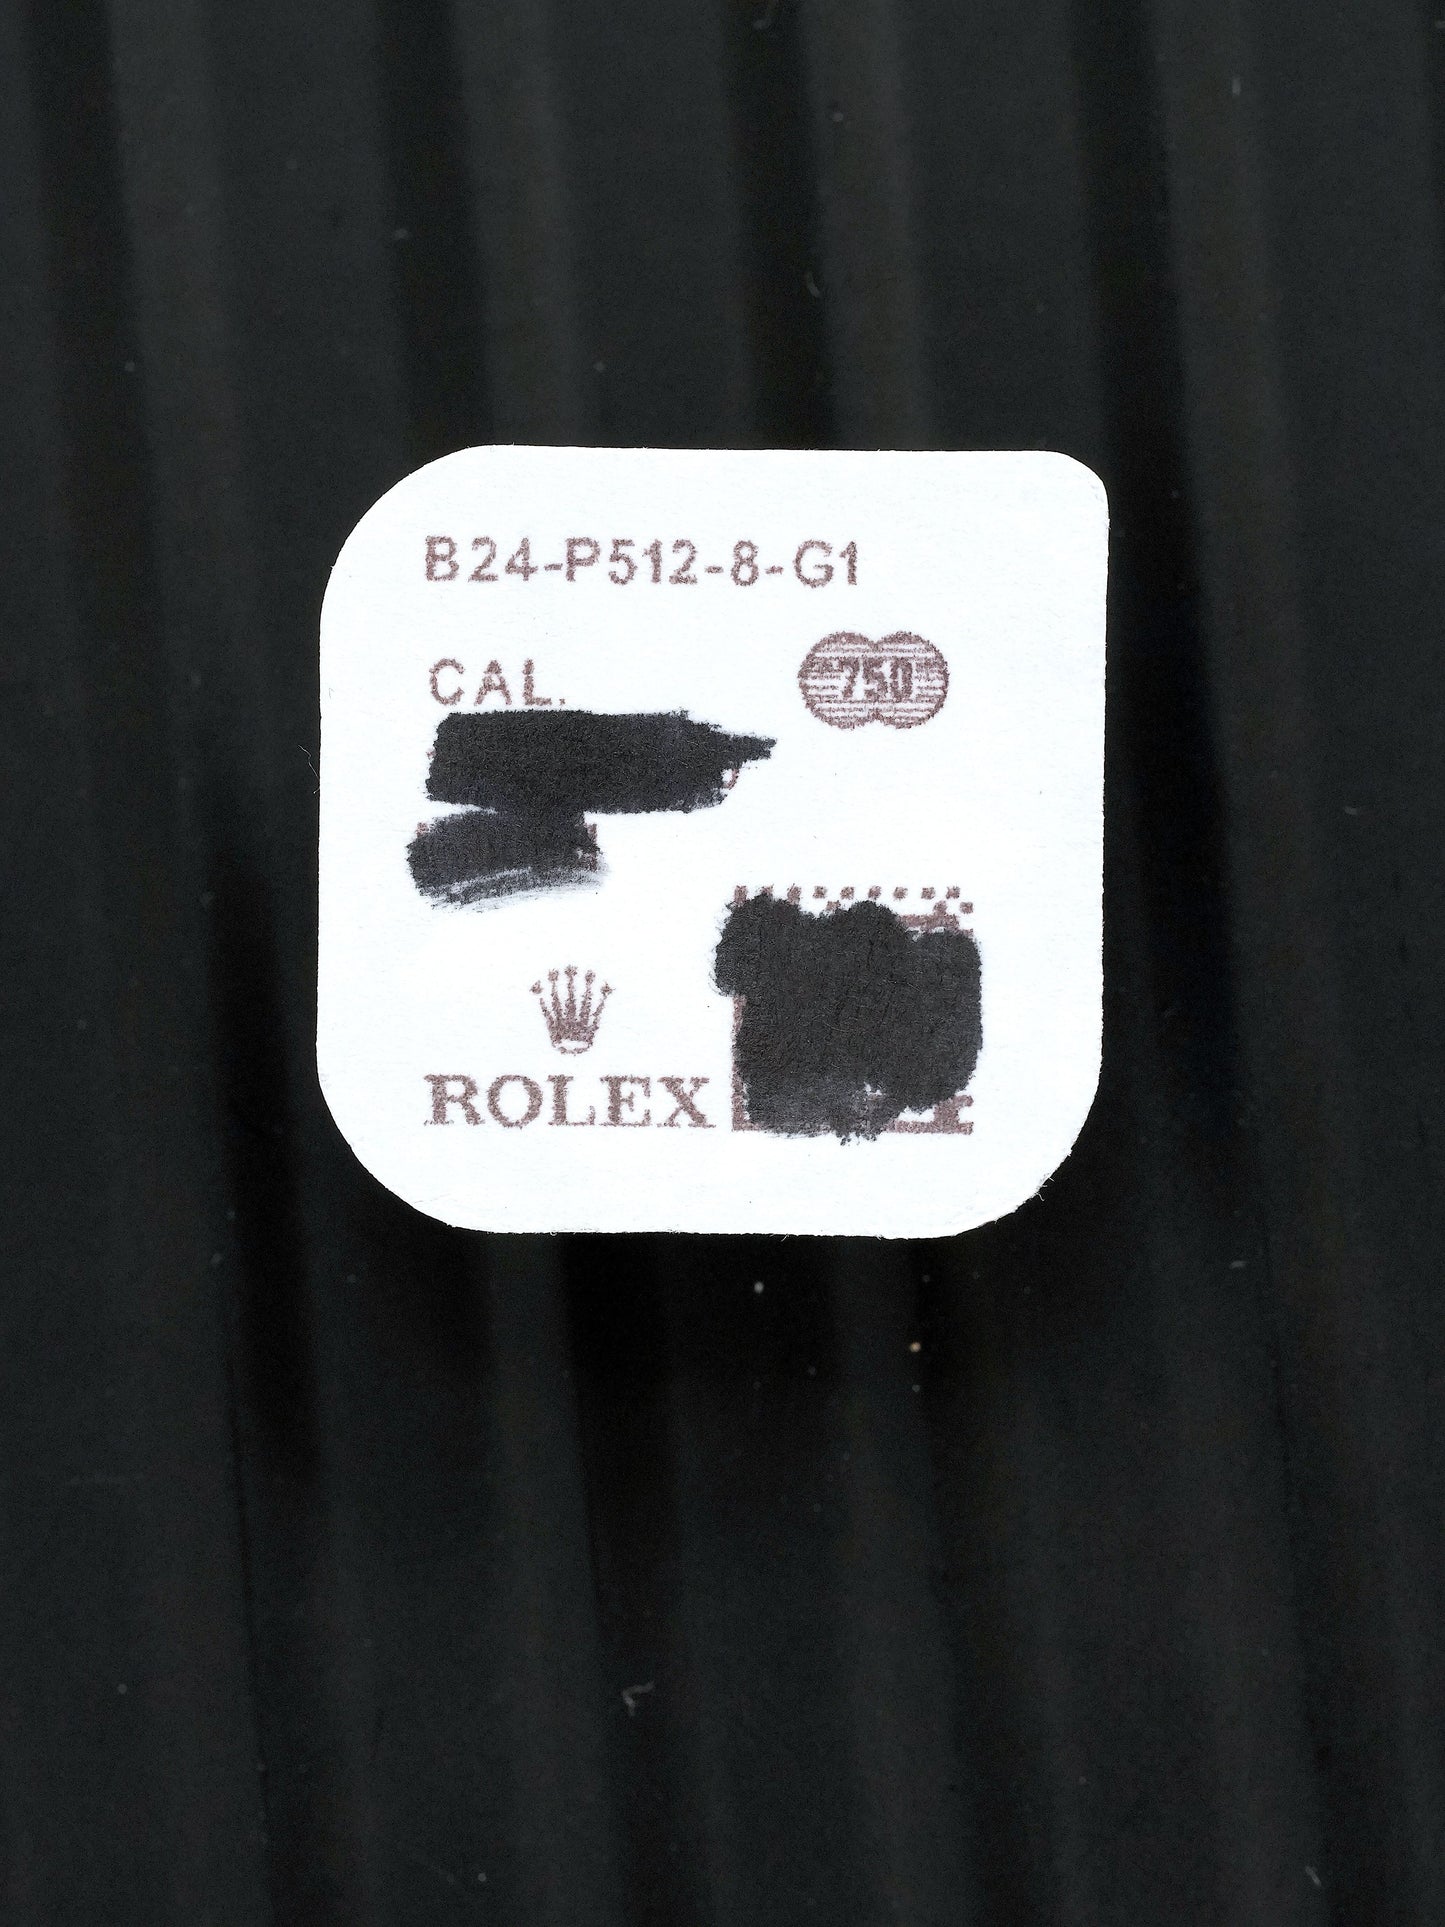 B24-P512-8-G1
CAL.
750
ROLEX